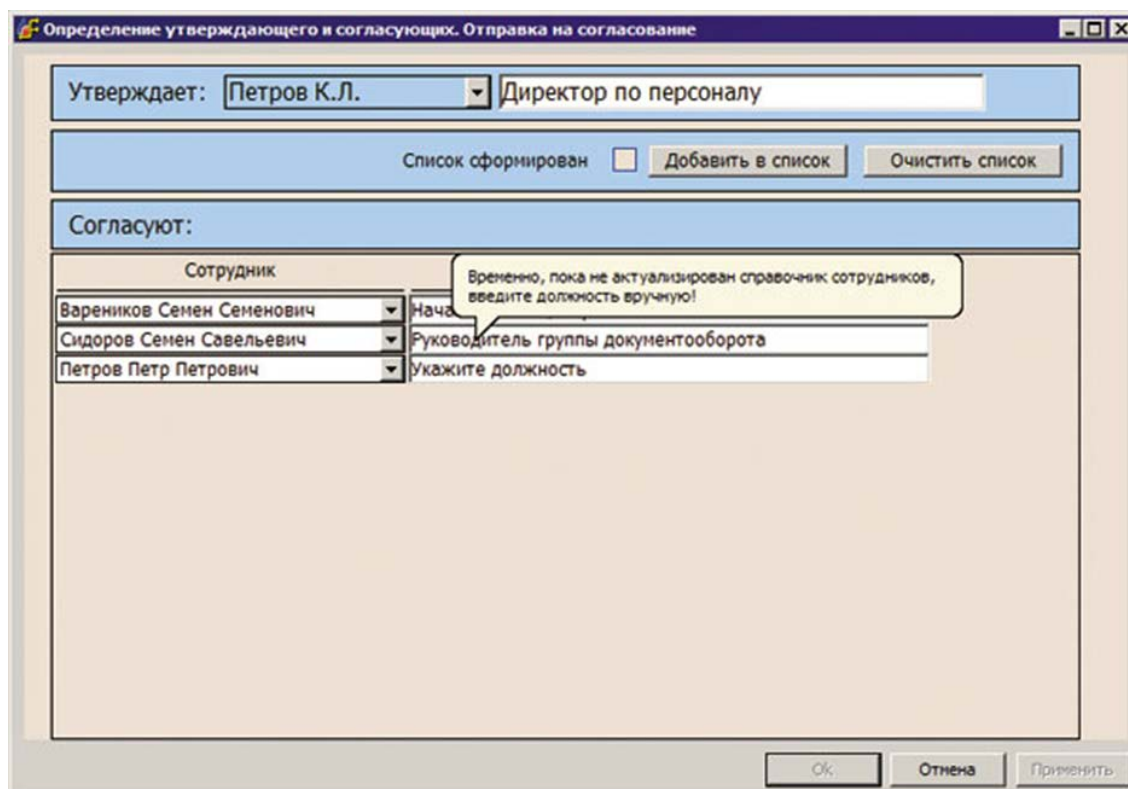 Определение утверждающего и согласующих. Отправка на согласование
Утверждает: Петров К.Л. Директор по персоналу
Список сформирован Добавить в список Очистить список
Согласуют:
Сотрудник
Временно, пока не актуализирован справочник сотрудников,
введите должность вручную!
Вареников Семен Семенович
Сидоров Семен Савельевич Руководитель группы документооборота
Петров Петр Петрович Укажите должность
Ok Отмена Применить